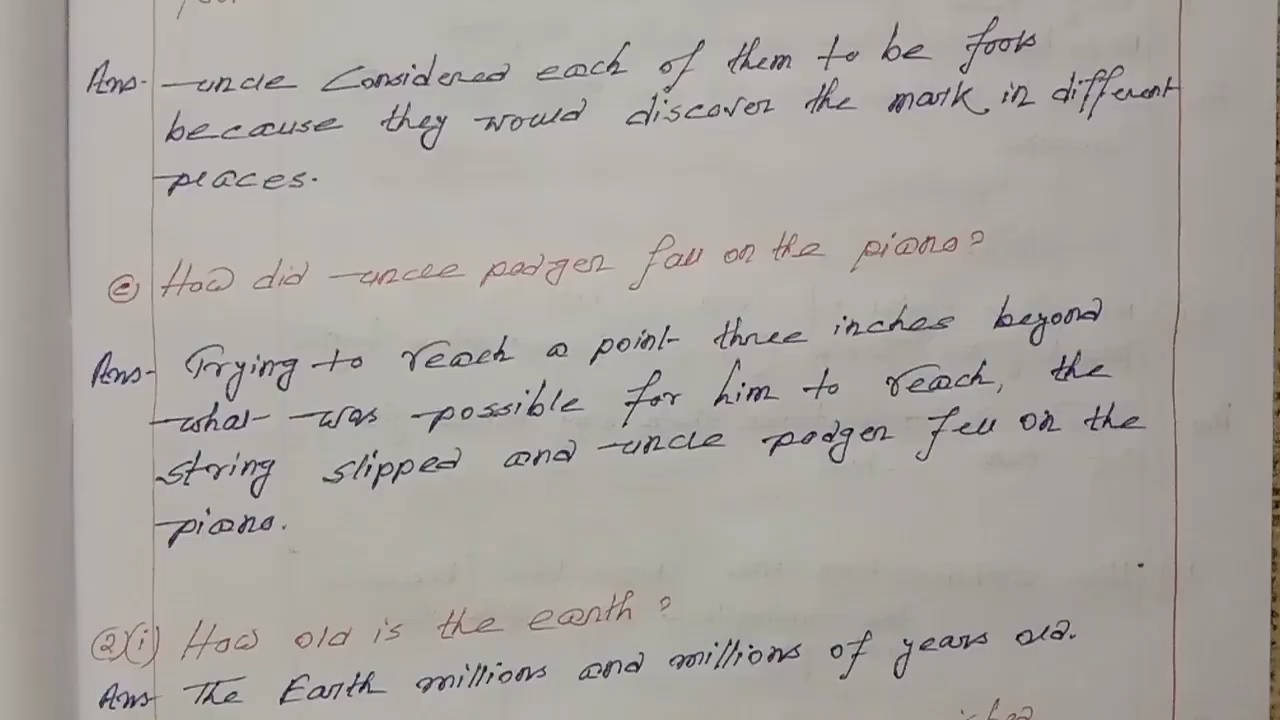 Ans- uncle Considered each of them to be fools
because they would discover the mark in different
places.
e) How did uncle podger fall on the piano?
Ans- Trying to reach a point three inches beyond
what was possible for him to reach, the
string slipped and uncle podger fell on the
piano.
2)(i) How old is the earth?
Ans The Earth millions and millions of years old.